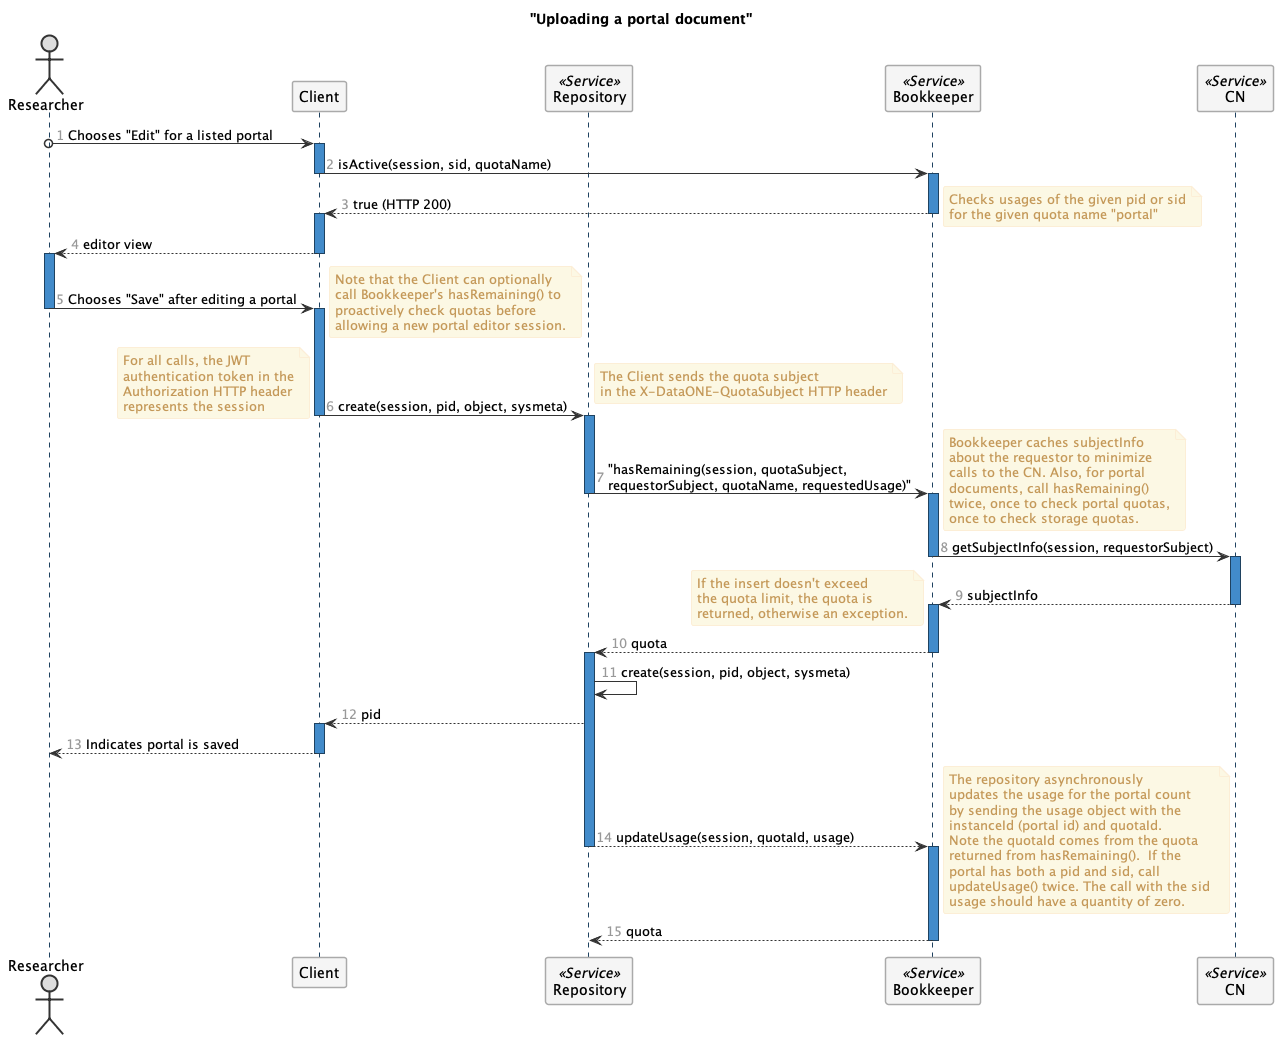 "Uploading a portal document"
Researcher
Client
«Service»
Repository
«Service»
Bookkeeper
«Service»
CN
1 Chooses "Edit" for a listed portal
2 isActive(session, sid, quotaName)
Checks usages of the given pid or sid
for the given quota name "portal"
3 true (HTTP 200)
4 editor view
Note that the Client can optionally
call Bookkeeper's hasRemaining() to
proactively check quotas before
allowing a new portal editor session.
5 Chooses "Save" after editing a portal
For all calls, the JWT
authentication token in the
Authorization HTTP header
represents the session
The Client sends the quota subject
in the X-DataONE-QuotaSubject HTTP header
6 create(session, pid, object, sysmeta)
Bookkeeper caches subjectInfo
about the requestor to minimize
calls to the CN. Also, for portal
documents, call hasRemaining()
twice, once to check portal quotas,
once to check storage quotas.
7 "hasRemaining(session, quotaSubject,
requestorSubject, quotaName, requestedUsage)"
8 getSubjectInfo(session, requestorSubject)
If the insert doesn't exceed
the quota limit, the quota is
returned, otherwise an exception.
9 subjectInfo
10 quota
11 create(session, pid, object, sysmeta)
12 pid
13 Indicates portal is saved
The repository asynchronously
updates the usage for the portal count
by sending the usage object with the
instanceId (portal id) and quotaId.
Note the quotaId comes from the quota
returned from hasRemaining().  If the
portal has both a pid and sid, call
updateUsage() twice. The call with the sid
usage should have a quantity of zero.
14 updateUsage(session, quotaId, usage)
15 quota
Researcher
Client
«Service»
Repository
«Service»
Bookkeeper
«Service»
CN